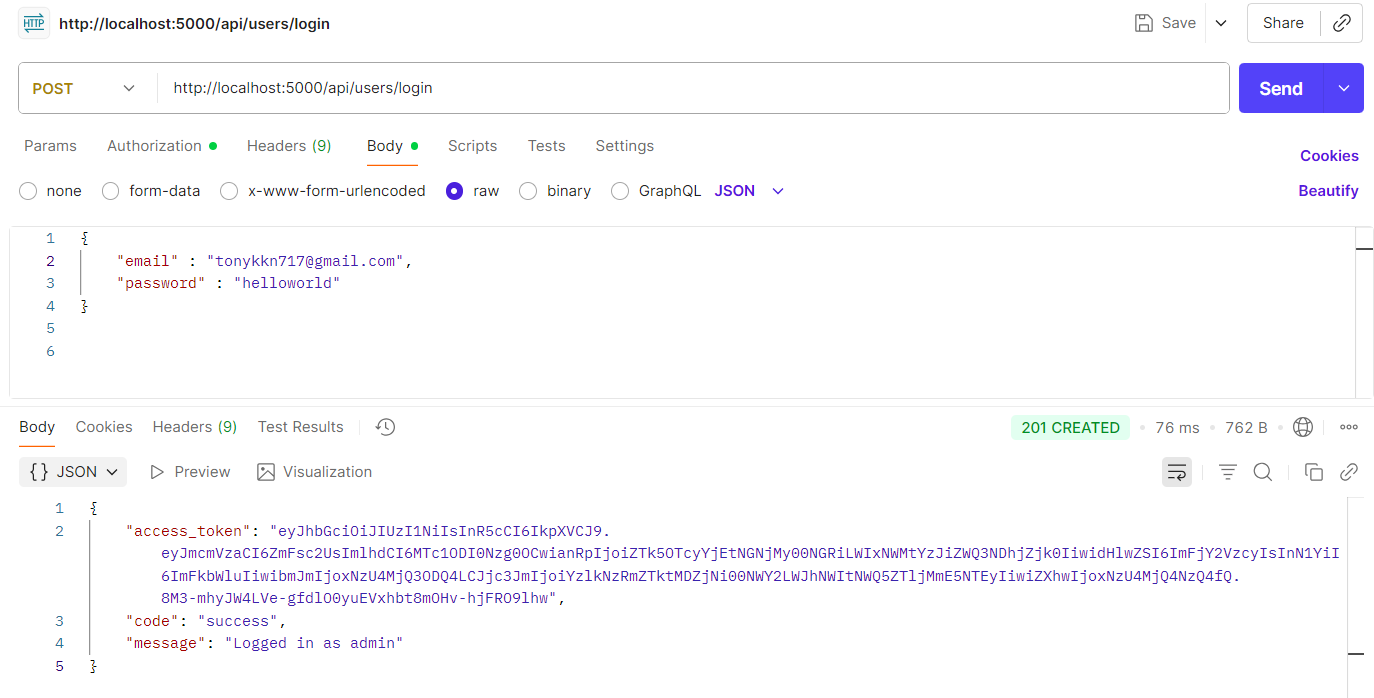 HTTP http://localhost:5000/api/users/login Save Share
POST http://localhost:5000/api/users/login Send
Params Authorization Headers (9) Body Scripts Tests Settings Cookies
none form-data x-www-form-urlencoded raw binary GraphQL JSON Beautify
1 {
2 "email" : "tonykkn717@gmail.com",
3 "password" : "helloworld"
4 }
5
6
Body Cookies Headers (9) Test Results 201 CREATED 76 ms 762 B
{} JSON Preview Visualization
1 {
2 "access_token": "eyJhbGciOiJIUzI1NiIsInR5cCI6IkpXVCJ9.
eyJmcmVzaCI6ZmFsc2UsImlhdCI6MTc1ODI0Nzg0OCwianRpIjoiZTk5OTcyYjEtNGNjMy00NGRiLWIxNWMtYzJiZWQ3NDhjZjk0IiwidHlwZSI6ImFjY2VzcyIsInN1YiI
6ImFkbWluIiwibmJmIjoxNzU4MjQ3ODQ4LCJjc3JmIjoiYzlkNzRmZTktMDZjNi00NWY2LWJhNWItNWQ5ZTljMmE5NTEyIiwiZXhwIjoxNzU4MjQ4NzQ4fQ.
8M3-mhyJW4LVe-gfdlO0yuEVxhbt8mOHv-hjFRO9lhw",
3 "code": "success",
4 "message": "Logged in as admin"
5 }